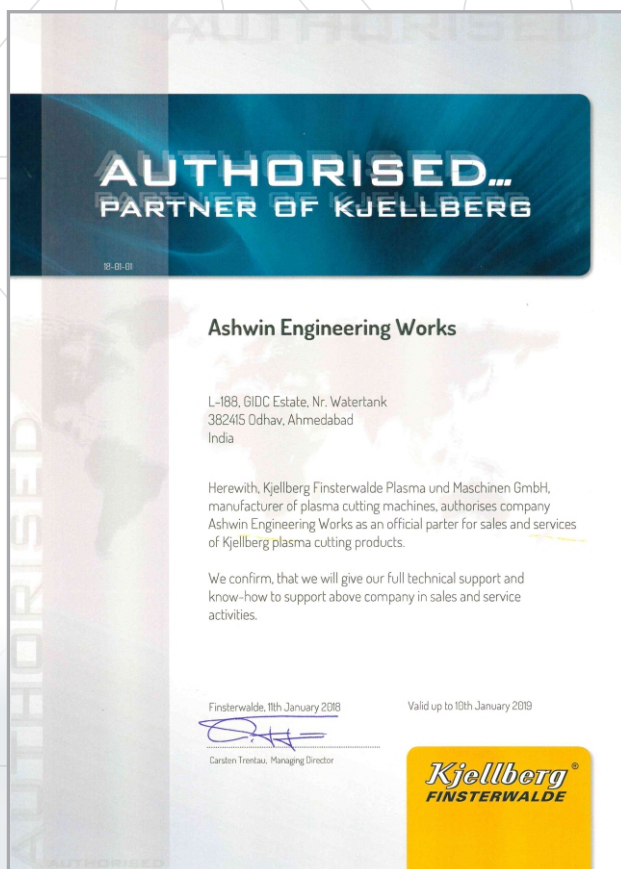 AUTHORISED
AUTHORISED...
PARTNER OF KJELLBERG
18-01-01
Ashwin Engineering Works
L-188, GIDC Estate, Nr. Watertank
382415 Odhav, Ahmedabad
India
Herewith, Kjellberg Finsterwalde Plasma und Maschinen GmbH,
manufacturer of plasma cutting machines, authorises company
Ashwin Engineering Works as an official parter for sales and services
of Kjellberg plasma cutting products.
We confirm, that we will give our full technical support and
know-how to support above company in sales and service
activities.
Finsterwalde, 11th January 2018
Valid up to 10th January 2019
Carsten Trentau, Managing Director
Kjellberg®
FINSTERWALDE
AUTHORISED
AUTHORISED